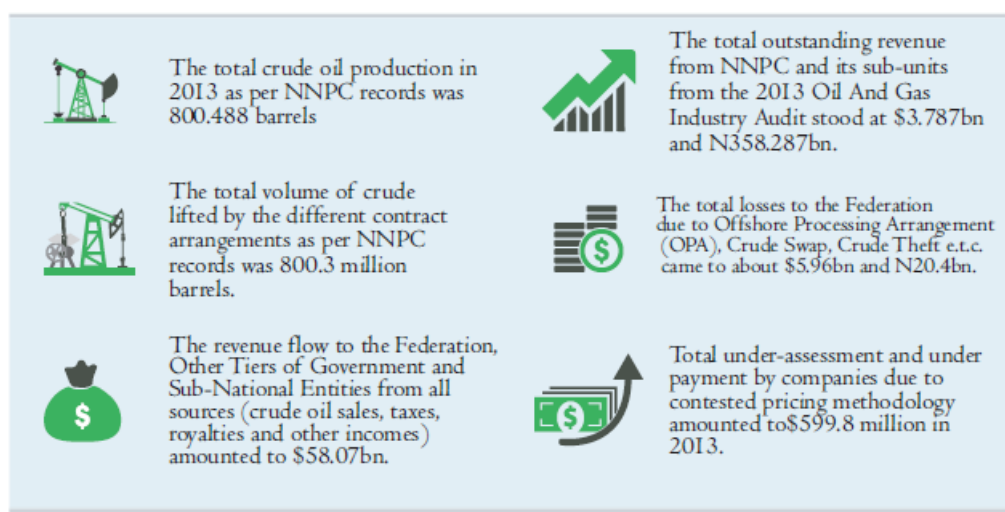 The total crude oil production in
2013 as per NNPC records was
800.488 barrels
The total volume of crude
lifted by the different contract
arrangements as per NNPC
records was 800.3 million
barrels.
The revenue flow to the Federation,
Other Tiers of Government and
Sub-National Entities from all
sources (crude oil sales, taxes,
royalties and other incomes)
amounted to $58.07bn.
The total outstanding revenue
from NNPC and its sub-units
from the 2013 Oil And Gas
Industry Audit stood at $3.787bn
and N358.287bn.
The total losses to the Federation
due to Offshore Processing Arrangement
(OPA), Crude Swap, Crude Theft e.t.c.
came to about $5.96bn and N20.4bn.
Total under-assessment and under
payment by companies due to
contested pricing methodology
amounted to$599.8 million in
2013.